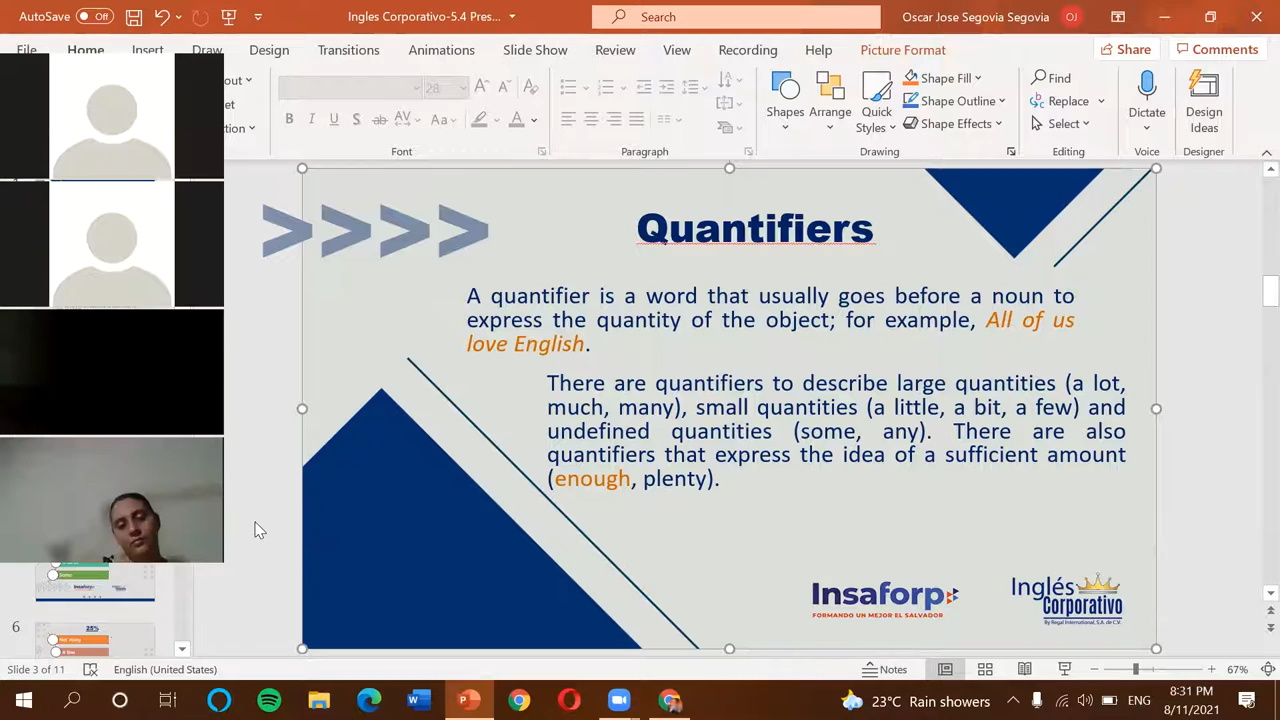 AutoSave Off Ingles Corporativo-5.4 Pres... Search Oscar Jose Segovia Segovia OJ
File Home Insert Draw Design Transitions Animations Slide Show Review View Recording Help Picture Format Share Comments
Shape Fill Find
Shapes Arrange Quick Styles Shape Outline Replace Dictate Design Ideas
Shape Effects Select
Font Paragraph Drawing Editing Voice Designer
Quantifiers
A quantifier is a word that usually goes before a noun to
express the quantity of the object; for example, All of us
love English.
There are quantifiers to describe large quantities (a lot,
much, many), small quantities (a little, a bit, a few) and
undefined quantities (some, any). There are also
quantifiers that express the idea of a sufficient amount
(enough, plenty).
Insaforp
FORMANDO UN MEJOR EL SALVADOR
Inglés
Corporativo
By Regal International, S.A. de C.V.
6
25%
Slide 3 of 11 English (United States) Notes 67%
23°C Rain showers ENG 8:31 PM
8/11/2021